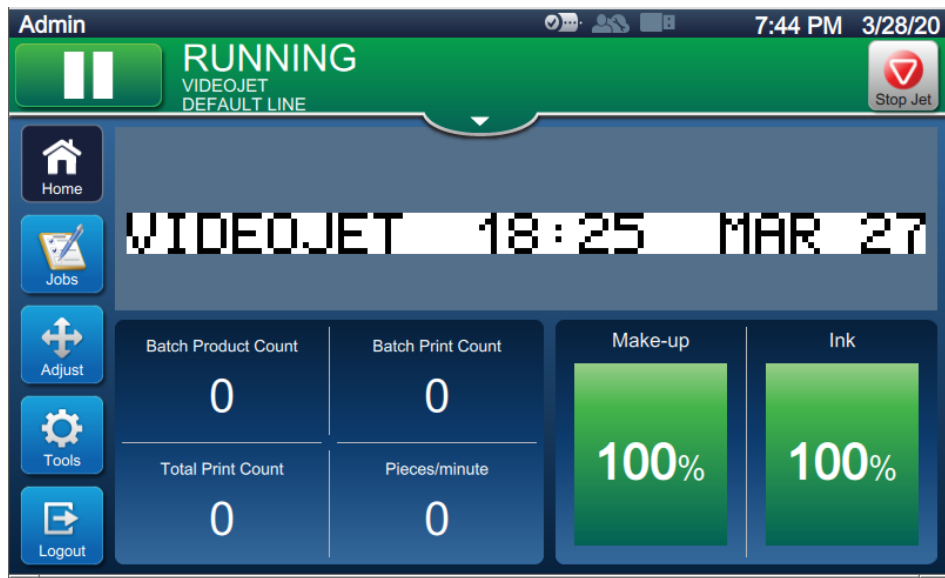 Admin 7:44 PM 3/28/20
RUNNING
VIDEOJET
DEFAULT LINE
Stop Jet
Home
VIDEOJET 18:25 MAR 27
Jobs
Adjust
Tools
Logout
Batch Product Count Batch Print Count
0 0
Total Print Count Pieces/minute
0 0
Make-up Ink
100% 100%